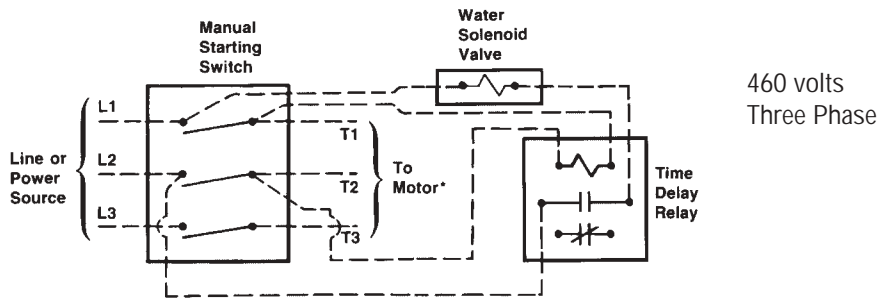 Manual
Starting
Switch
Water
Solenoid
Valve
460 volts
Three Phase
L1
T1
Line or
Power
Source
L2
T2
To
Motor*
L3
T3
Time
Delay
Relay